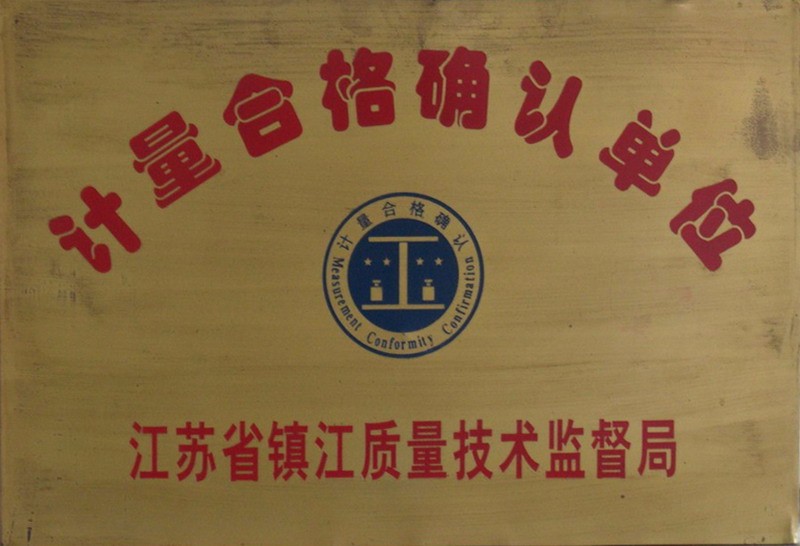 计量合格确认单位
计量合格确认
Measurement Conformity Confirmation
江苏省镇江质量技术监督局